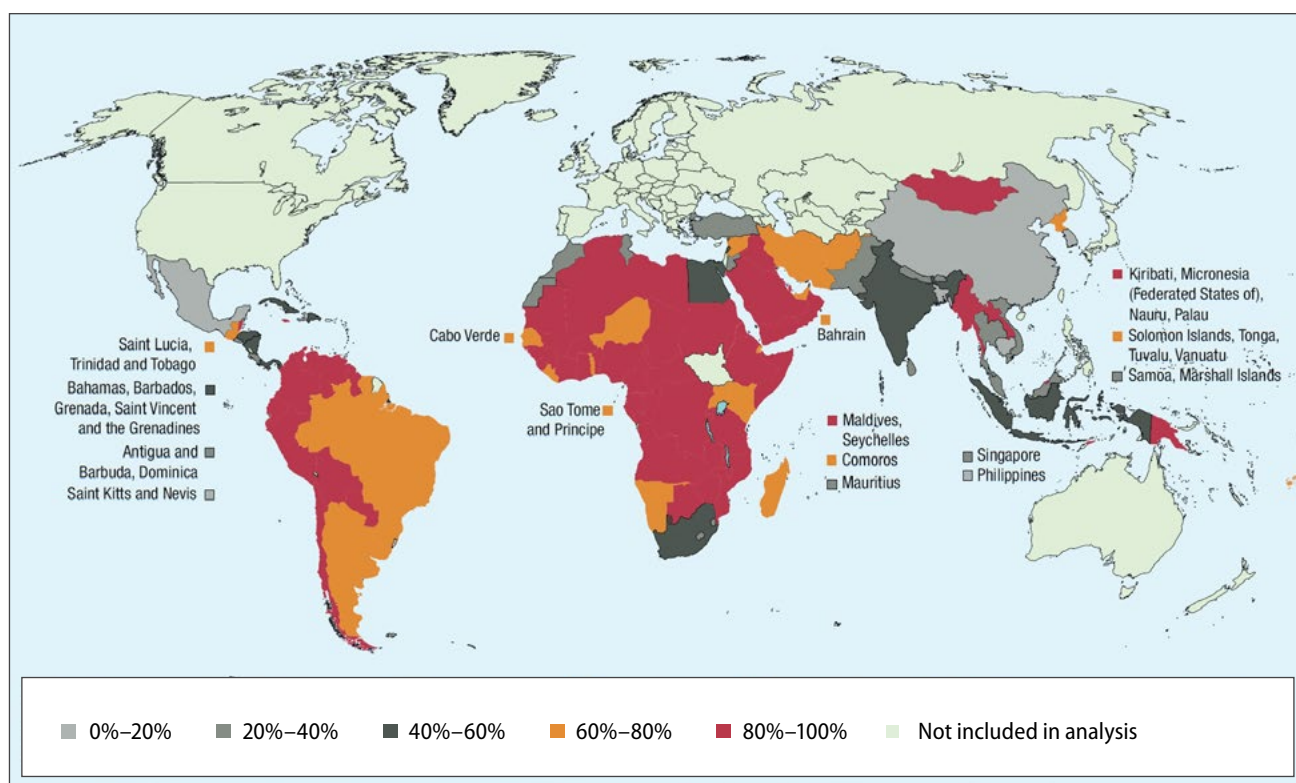 Saint Lucia,
Trinidad and Tobago
Bahamas, Barbados,
Grenada, Saint Vincent
and the Grenadines
Antigua and
Barbuda, Dominica
Saint Kitts and Nevis
Cabo Verde
Sao Tome
and Principe
Bahrain
Maldives,
Seychelles
Comoros
Mauritius
Singapore
Philippines
Kiribati, Micronesia
(Federated States of),
Nauru, Palau
Solomon Islands, Tonga,
Tuvalu, Vanuatu
Samoa, Marshall Islands
0%–20% 20%–40% 40%–60% 60%–80% 80%–100% Not included in analysis